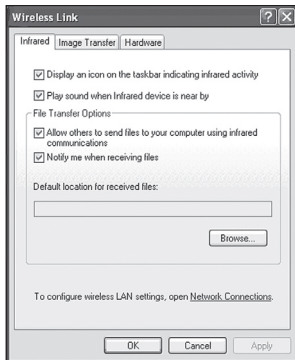 Wireless Link
Infrared Image Transfer Hardware
Display an icon on the taskbar indicating infrared activity
Play sound when Infrared device is near by
File Transfer Options
Allow others to send files to your computer using infrared
communications
Notify me when receiving files
Default location for received files:
Browse...
To configure wireless LAN settings, open Network Connections.
OK Cancel Apply